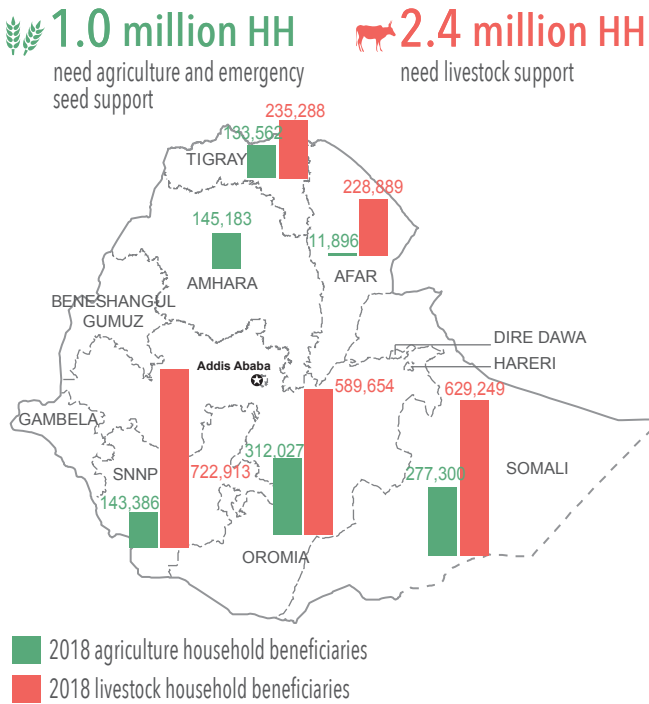 1.0 million HH
need agriculture and emergency
seed support
2.4 million HH
need livestock support
235,288
133,562
TIGRAY
228,889
145,183
11,896
AMHARA
AFAR
BENESHANGUL
GUMUZ
DIRE DAWA
Addis Ababa
HARERI
589,654
629,249
GAMBELA
312,027
SNNP
722,913
277,300
SOMALI
143,386
OROMIA
2018 agriculture household beneficiaries
2018 livestock household beneficiaries